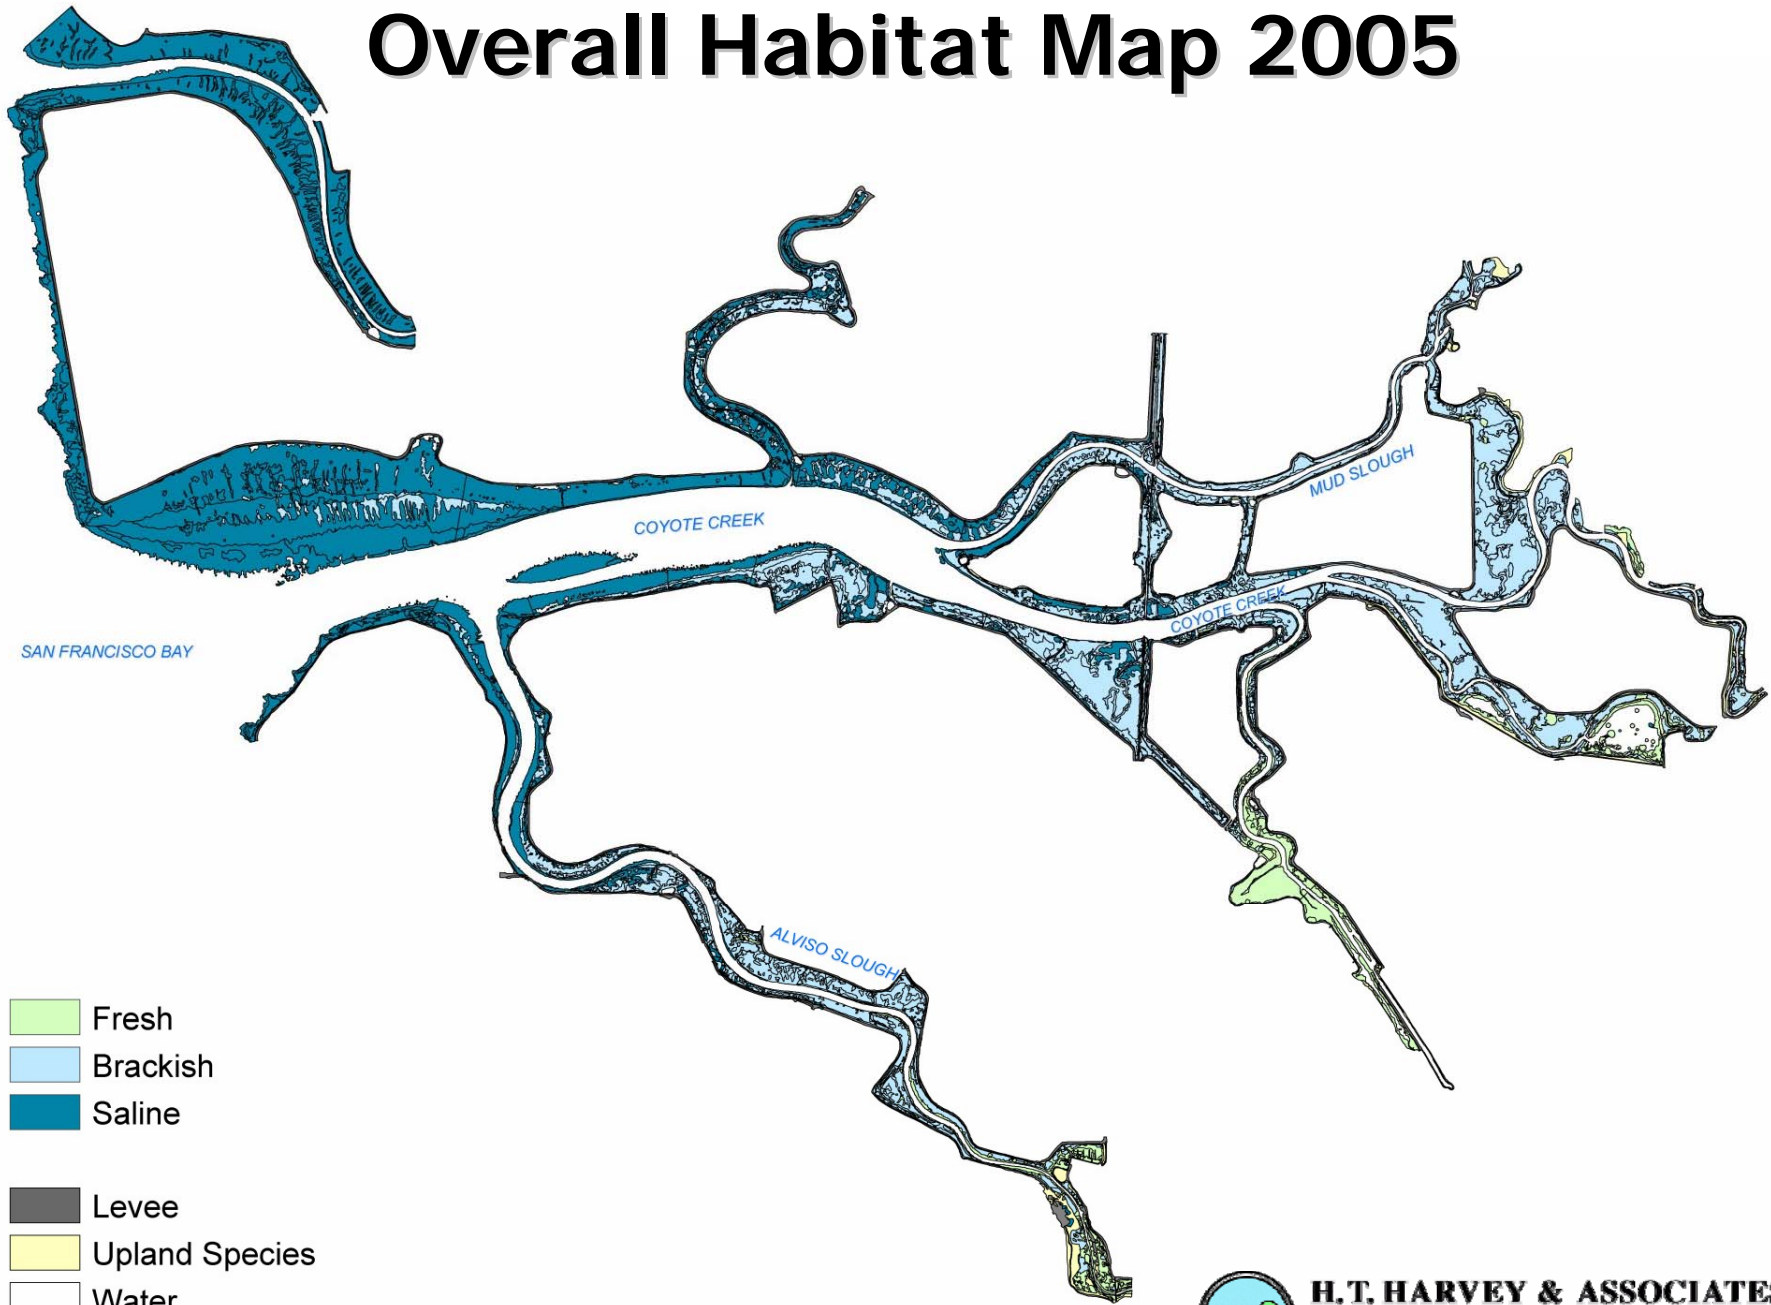 Overall Habitat Map 2005
COYOTE CREEK
MUD SLOUGH
COYOTE CREEK
SAN FRANCISCO BAY
ALVISO SLOUGH
Fresh
Brackish
Saline
Levee
Upland Species
Water
H.T. HARVEY & ASSOCIATES